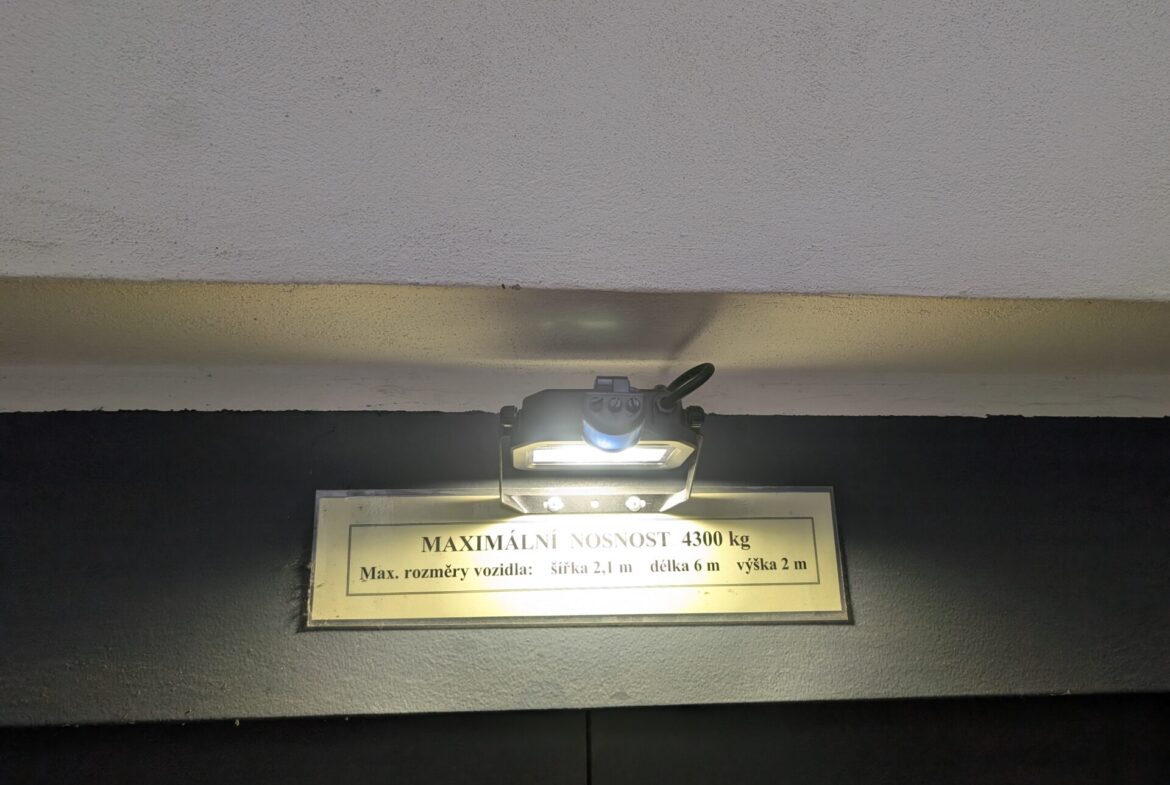 MAXIMÁLNÍ NOSNOST 4300 kg
Max. rozměry vozidla: šířka 2,1 m délka 6 m výška 2 m